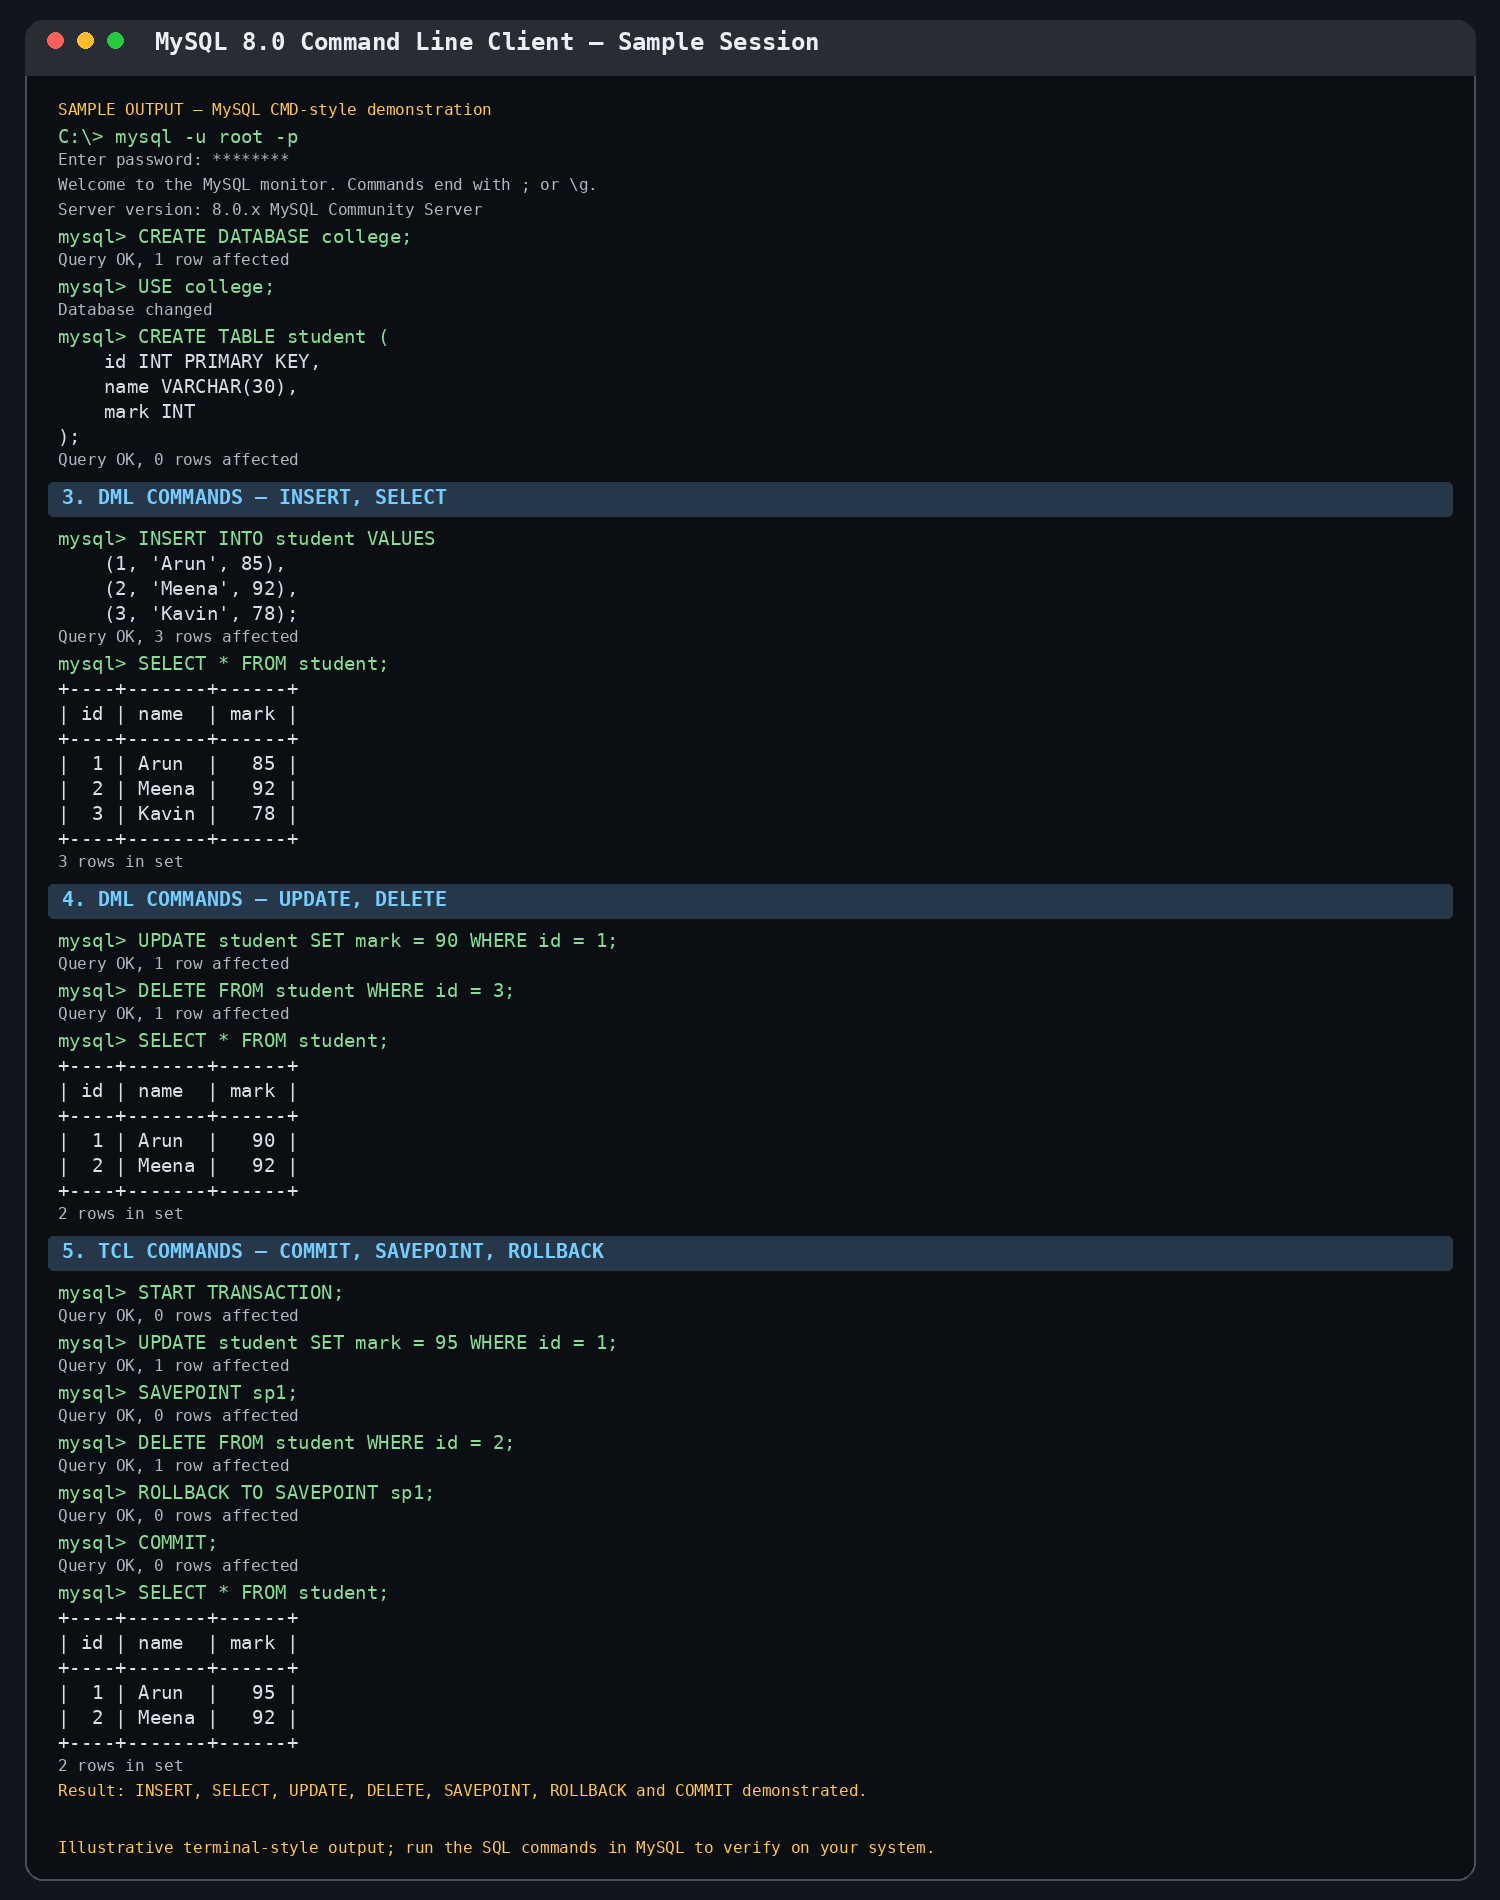 MySQL 8.0 Command Line Client — Sample Session
SAMPLE OUTPUT — MySQL CMD-style demonstration
C:\> mysql -u root -p
Enter password: ********
Welcome to the MySQL monitor. Commands end with ; or \g.
Server version: 8.0.x MySQL Community Server
mysql> CREATE DATABASE college;
Query OK, 1 row affected
mysql> USE college;
Database changed
mysql> CREATE TABLE student (
    id INT PRIMARY KEY,
    name VARCHAR(30),
    mark INT
);
Query OK, 0 rows affected
3. DML COMMANDS — INSERT, SELECT
mysql> INSERT INTO student VALUES
    (1, 'Arun', 85),
    (2, 'Meena', 92),
    (3, 'Kavin', 78);
Query OK, 3 rows affected
mysql> SELECT * FROM student;
+----+-------+------+
| id | name  | mark |
+----+-------+------+
|  1 | Arun  |   85 |
|  2 | Meena |   92 |
|  3 | Kavin |   78 |
+----+-------+------+
3 rows in set
4. DML COMMANDS — UPDATE, DELETE
mysql> UPDATE student SET mark = 90 WHERE id = 1;
Query OK, 1 row affected
mysql> DELETE FROM student WHERE id = 3;
Query OK, 1 row affected
mysql> SELECT * FROM student;
+----+-------+------+
| id | name  | mark |
+----+-------+------+
|  1 | Arun  |   90 |
|  2 | Meena |   92 |
+----+-------+------+
2 rows in set
5. TCL COMMANDS — COMMIT, SAVEPOINT, ROLLBACK
mysql> START TRANSACTION;
Query OK, 0 rows affected
mysql> UPDATE student SET mark = 95 WHERE id = 1;
Query OK, 1 row affected
mysql> SAVEPOINT sp1;
Query OK, 0 rows affected
mysql> DELETE FROM student WHERE id = 2;
Query OK, 1 row affected
mysql> ROLLBACK TO SAVEPOINT sp1;
Query OK, 0 rows affected
mysql> COMMIT;
Query OK, 0 rows affected
mysql> SELECT * FROM student;
+----+-------+------+
| id | name  | mark |
+----+-------+------+
|  1 | Arun  |   95 |
|  2 | Meena |   92 |
+----+-------+------+
2 rows in set
Result: INSERT, SELECT, UPDATE, DELETE, SAVEPOINT, ROLLBACK and COMMIT demonstrated.
Illustrative terminal-style output; run the SQL commands in MySQL to verify on your system.